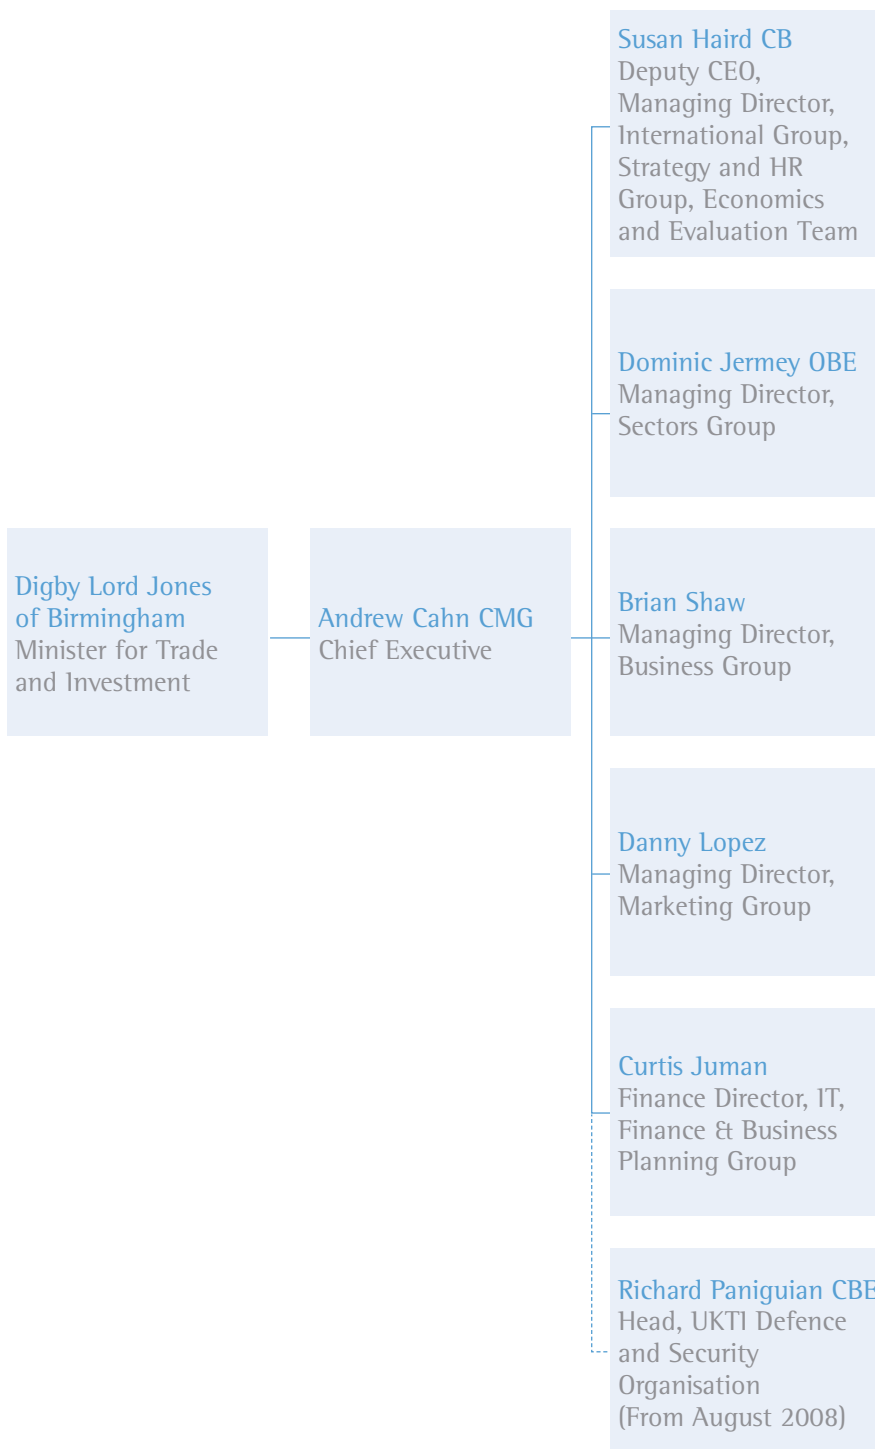 Susan Haird CB
Deputy CEO,
Managing Director,
International Group,
Strategy and HR
Group, Economics
and Evaluation Team
Dominic Jermey OBE
Managing Director,
Sectors Group
Digby Lord Jones
of Birmingham
Minister for Trade
and Investment
Andrew Cahn CMG
Chief Executive
Brian Shaw
Managing Director,
Business Group
Danny Lopez
Managing Director,
Marketing Group
Curtis Juman
Finance Director, IT,
Finance & Business
Planning Group
Richard Paniguian CBE
Head, UKTI Defence
and Security
Organisation
(From August 2008)